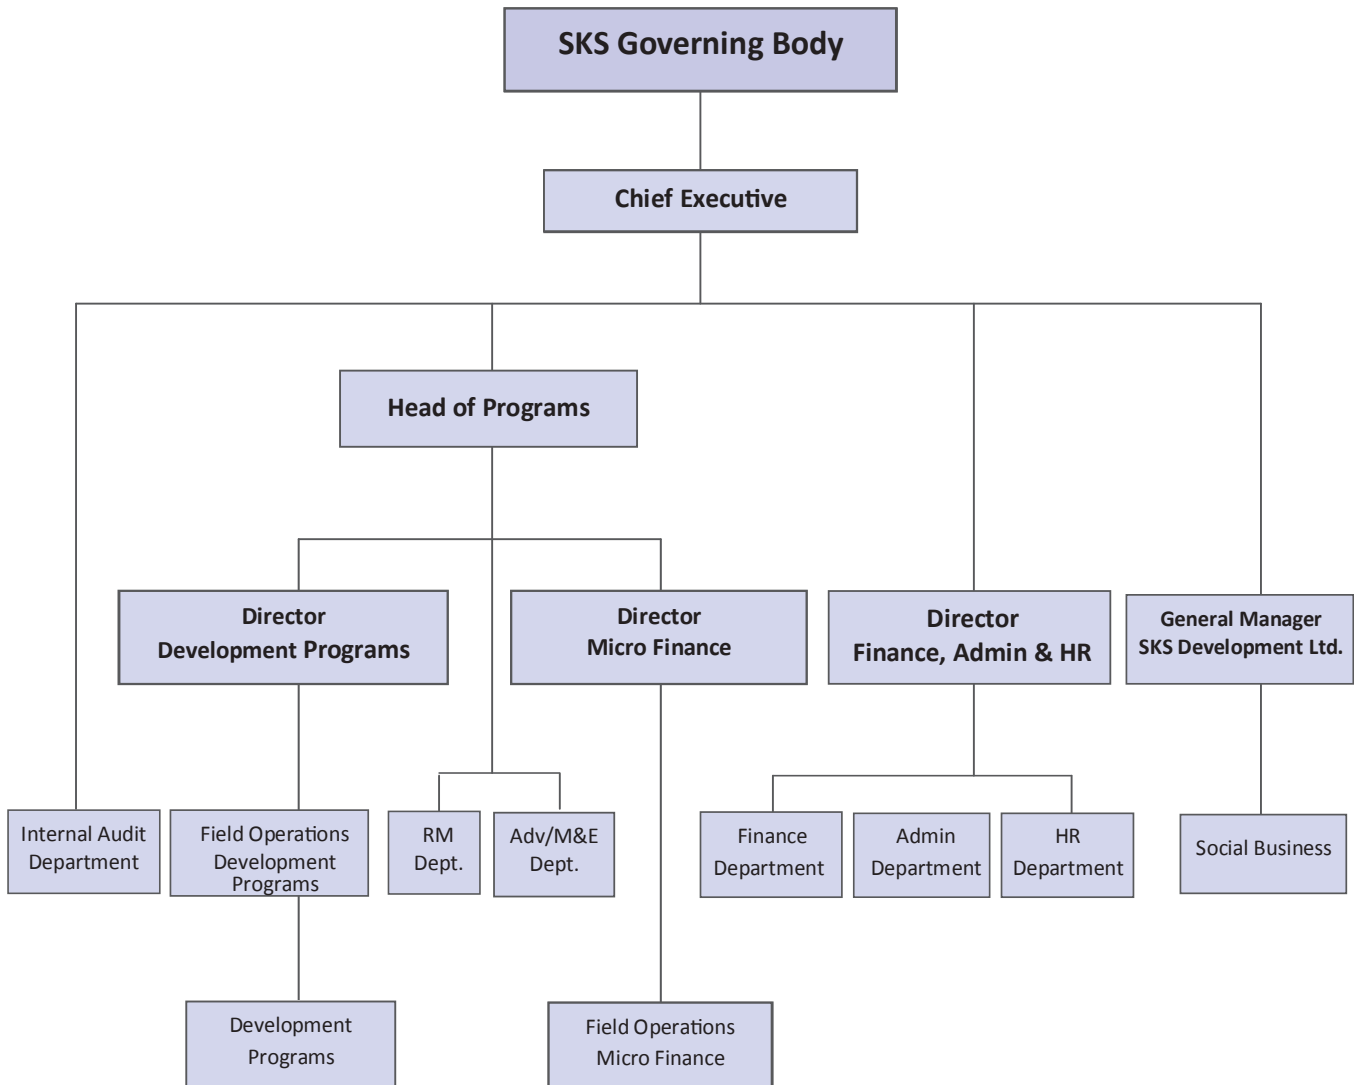 SKS Governing Body
Chief Executive
Head of Programs
Director
Development Programs
Director
Micro Finance
Director
Finance, Admin & HR
General Manager
SKS Development Ltd.
Internal Audit
Department
Field Operations
Development
Programs
RM
Dept.
Adv/M&E
Dept.
Finance
Department
Admin
Department
HR
Department
Social Business
Development
Programs
Field Operations
Micro Finance